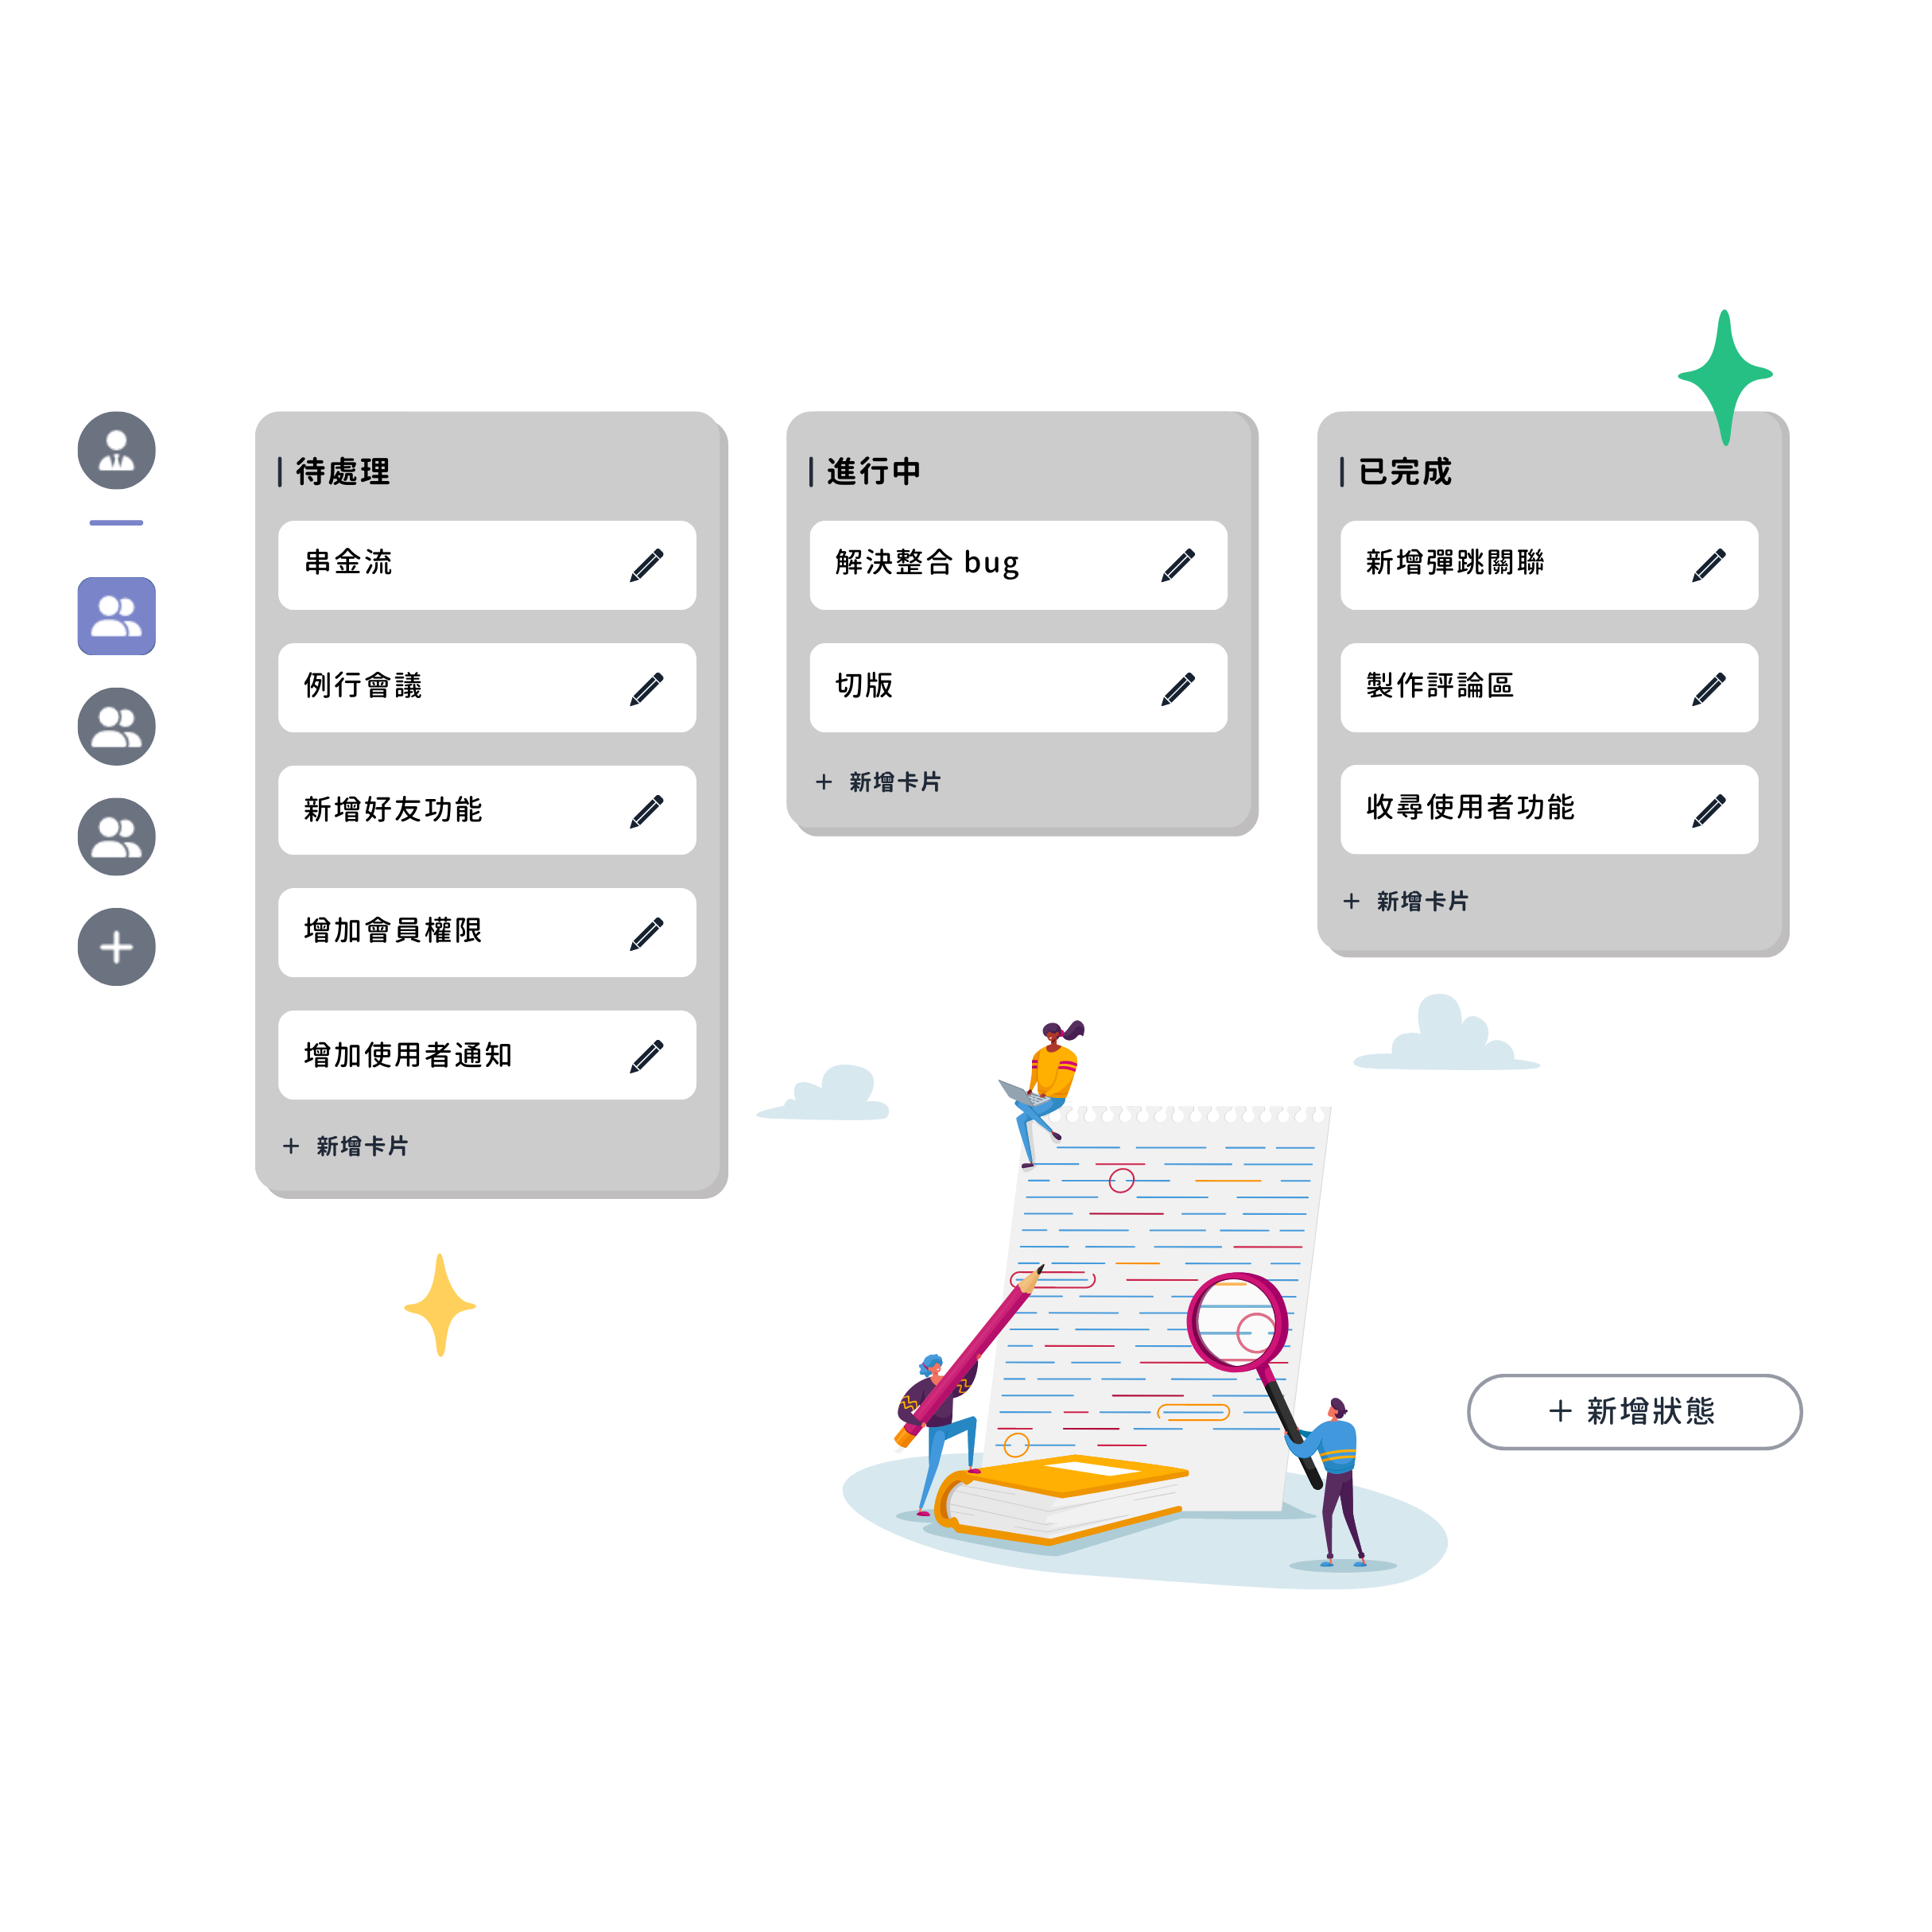 待處理
串金流
例行會議
新增好友功能
增加會員權限
增加使用者通知
+ 新增卡片
進行中
解決整合 bug
切版
+ 新增卡片
已完成
新增彈跳關聯
製作評論區
收尋使用者功能
+ 新增卡片
+ 新增狀態